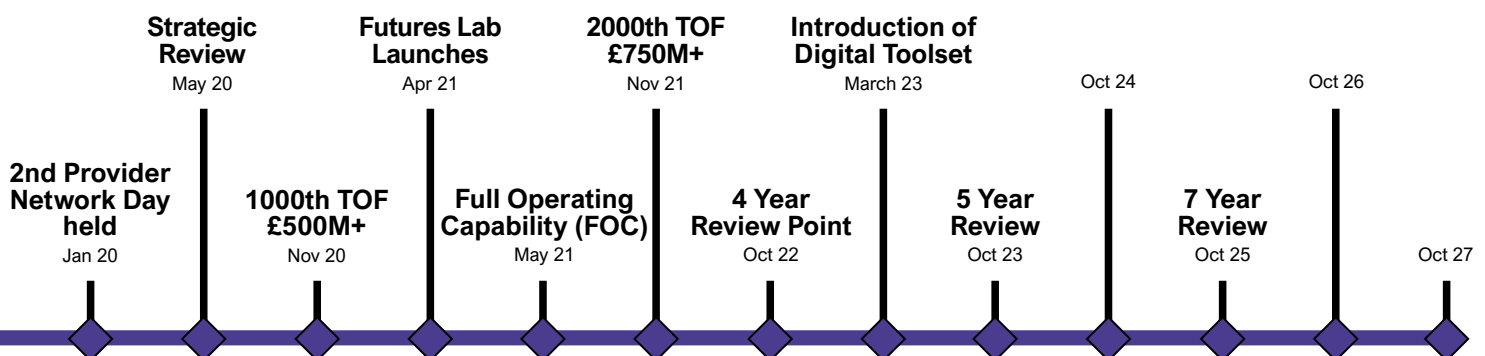 2nd Provider
Network Day
held
Jan 20
Strategic
Review
May 20
1000th TOF
£500M+
Nov 20
Futures Lab
Launches
Apr 21
Full Operating
Capability (FOC)
May 21
2000th TOF
£750M+
Nov 21
4 Year
Review Point
Oct 22
Introduction of
Digital Toolset
March 23
5 Year
Review
Oct 23
Oct 24
7 Year
Review
Oct 25
Oct 26
Oct 27